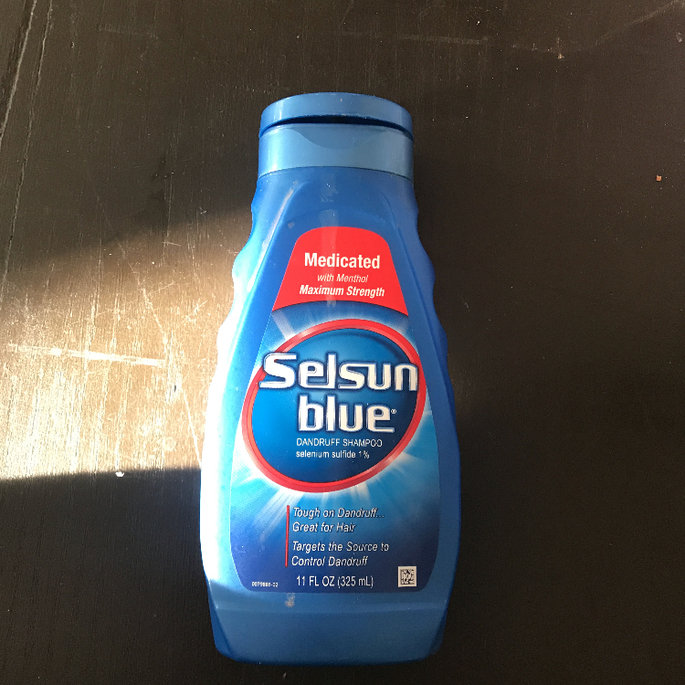 Medicated
with Menthol
Maximum Strength
Selsun
blue®
DANDRUFF SHAMPOO
selenium sulfide 1%
Tough on Dandruff...
Great for Hair
Targets the Source to
Control Dandruff
11 FL OZ (325 mL)